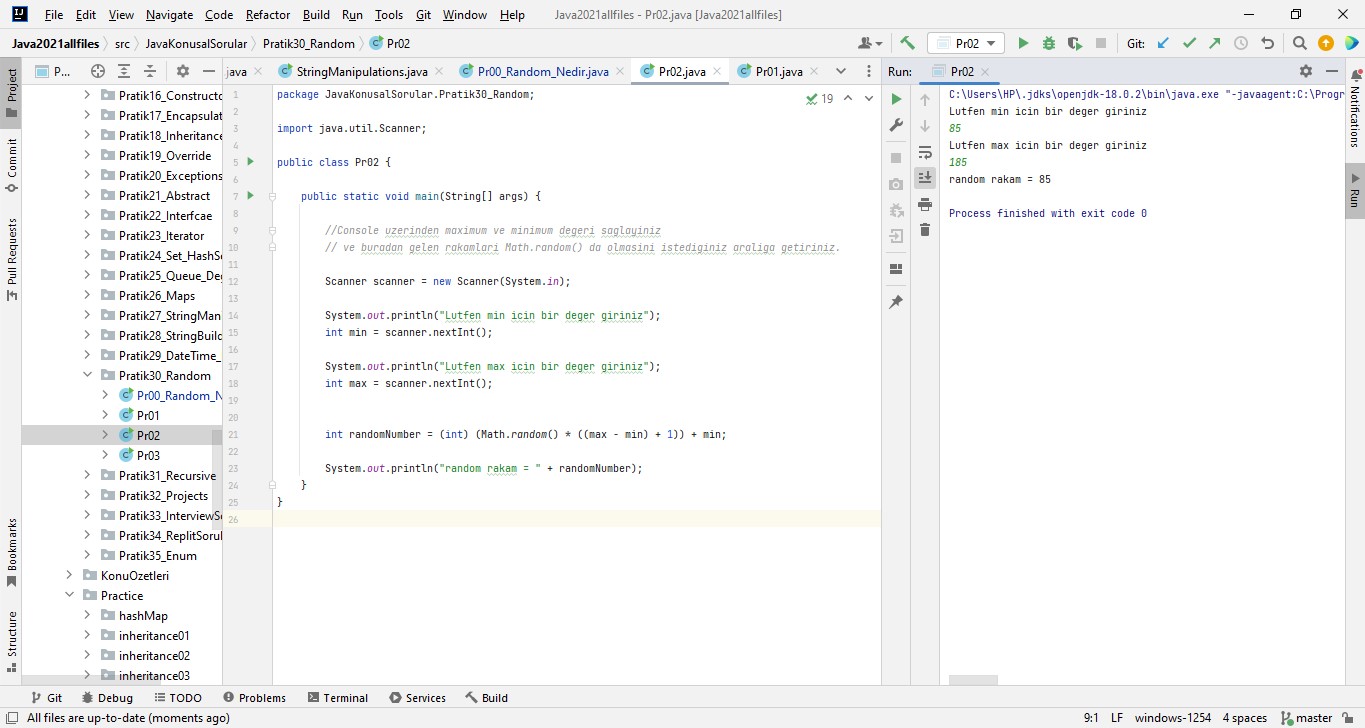 File Edit View Navigate Code Refactor Build Run Tools Git Window Help Java2021allfiles - Pr02.java [Java2021allfiles]
Java2021allfiles src JavaKonusalSorular Pratik30_Random Pr02 Pr02 Git:
P... java StringManipulations.java Pr00_Random_Nedir.java Pr02.java Pr01.java Run: Pr02
Project
Commit
Pull Requests
Bookmarks
Structure
Pratik16_Constructo
Pratik17_Encapsulat
Pratik18_Inheritance
Pratik19_Override
Pratik20_Exceptions
Pratik21_Abstract
Pratik22_Interfcae
Pratik23_Iterator
Pratik24_Set_HashS
Pratik25_Queue_De
Pratik26_Maps
Pratik27_StringMan
Pratik28_StringBuild
Pratik29_DateTime_
Pratik30_Random
Pr00_Random_N
Pr01
Pr02
Pr03
Pratik31_Recursive
Pratik32_Projects
Pratik33_InterviewS
Pratik34_ReplitSorul
Pratik35_Enum
KonuOzetleri
Practice
hashMap
inheritance01
inheritance02
inheritance03
1 package JavaKonusalSorular.Pratik30_Random;
2
3 import java.util.Scanner;
4
5 public class Pr02 {
6
7 public static void main(String[] args) {
8
9 //Console uzerinden maximum ve minimum degeri saglayiniz
10 // ve buradan gelen rakamlari Math.random() da olmasini istediginiz araliga getiriniz.
11
12 Scanner scanner = new Scanner(System.in);
13
14 System.out.println("Lutfen min icin bir deger giriniz");
15 int min = scanner.nextInt();
16
17 System.out.println("Lutfen max icin bir deger giriniz");
18 int max = scanner.nextInt();
19
20
21 int randomNumber = (int) (Math.random() * ((max - min) + 1)) + min;
22
23 System.out.println("random rakam = " + randomNumber);
24 }
25 }
26
19
C:\Users\HP\.jdks\openjdk-18.0.2\bin\java.exe "-javaagent:C:\Progr
Lutfen min icin bir deger giriniz
85
Lutfen max icin bir deger giriniz
185
random rakam = 85
Process finished with exit code 0
Notifications
Run
Git Debug TODO Problems Terminal Services Build
All files are up-to-date (moments ago) 9:1 LF windows-1254 4 spaces master